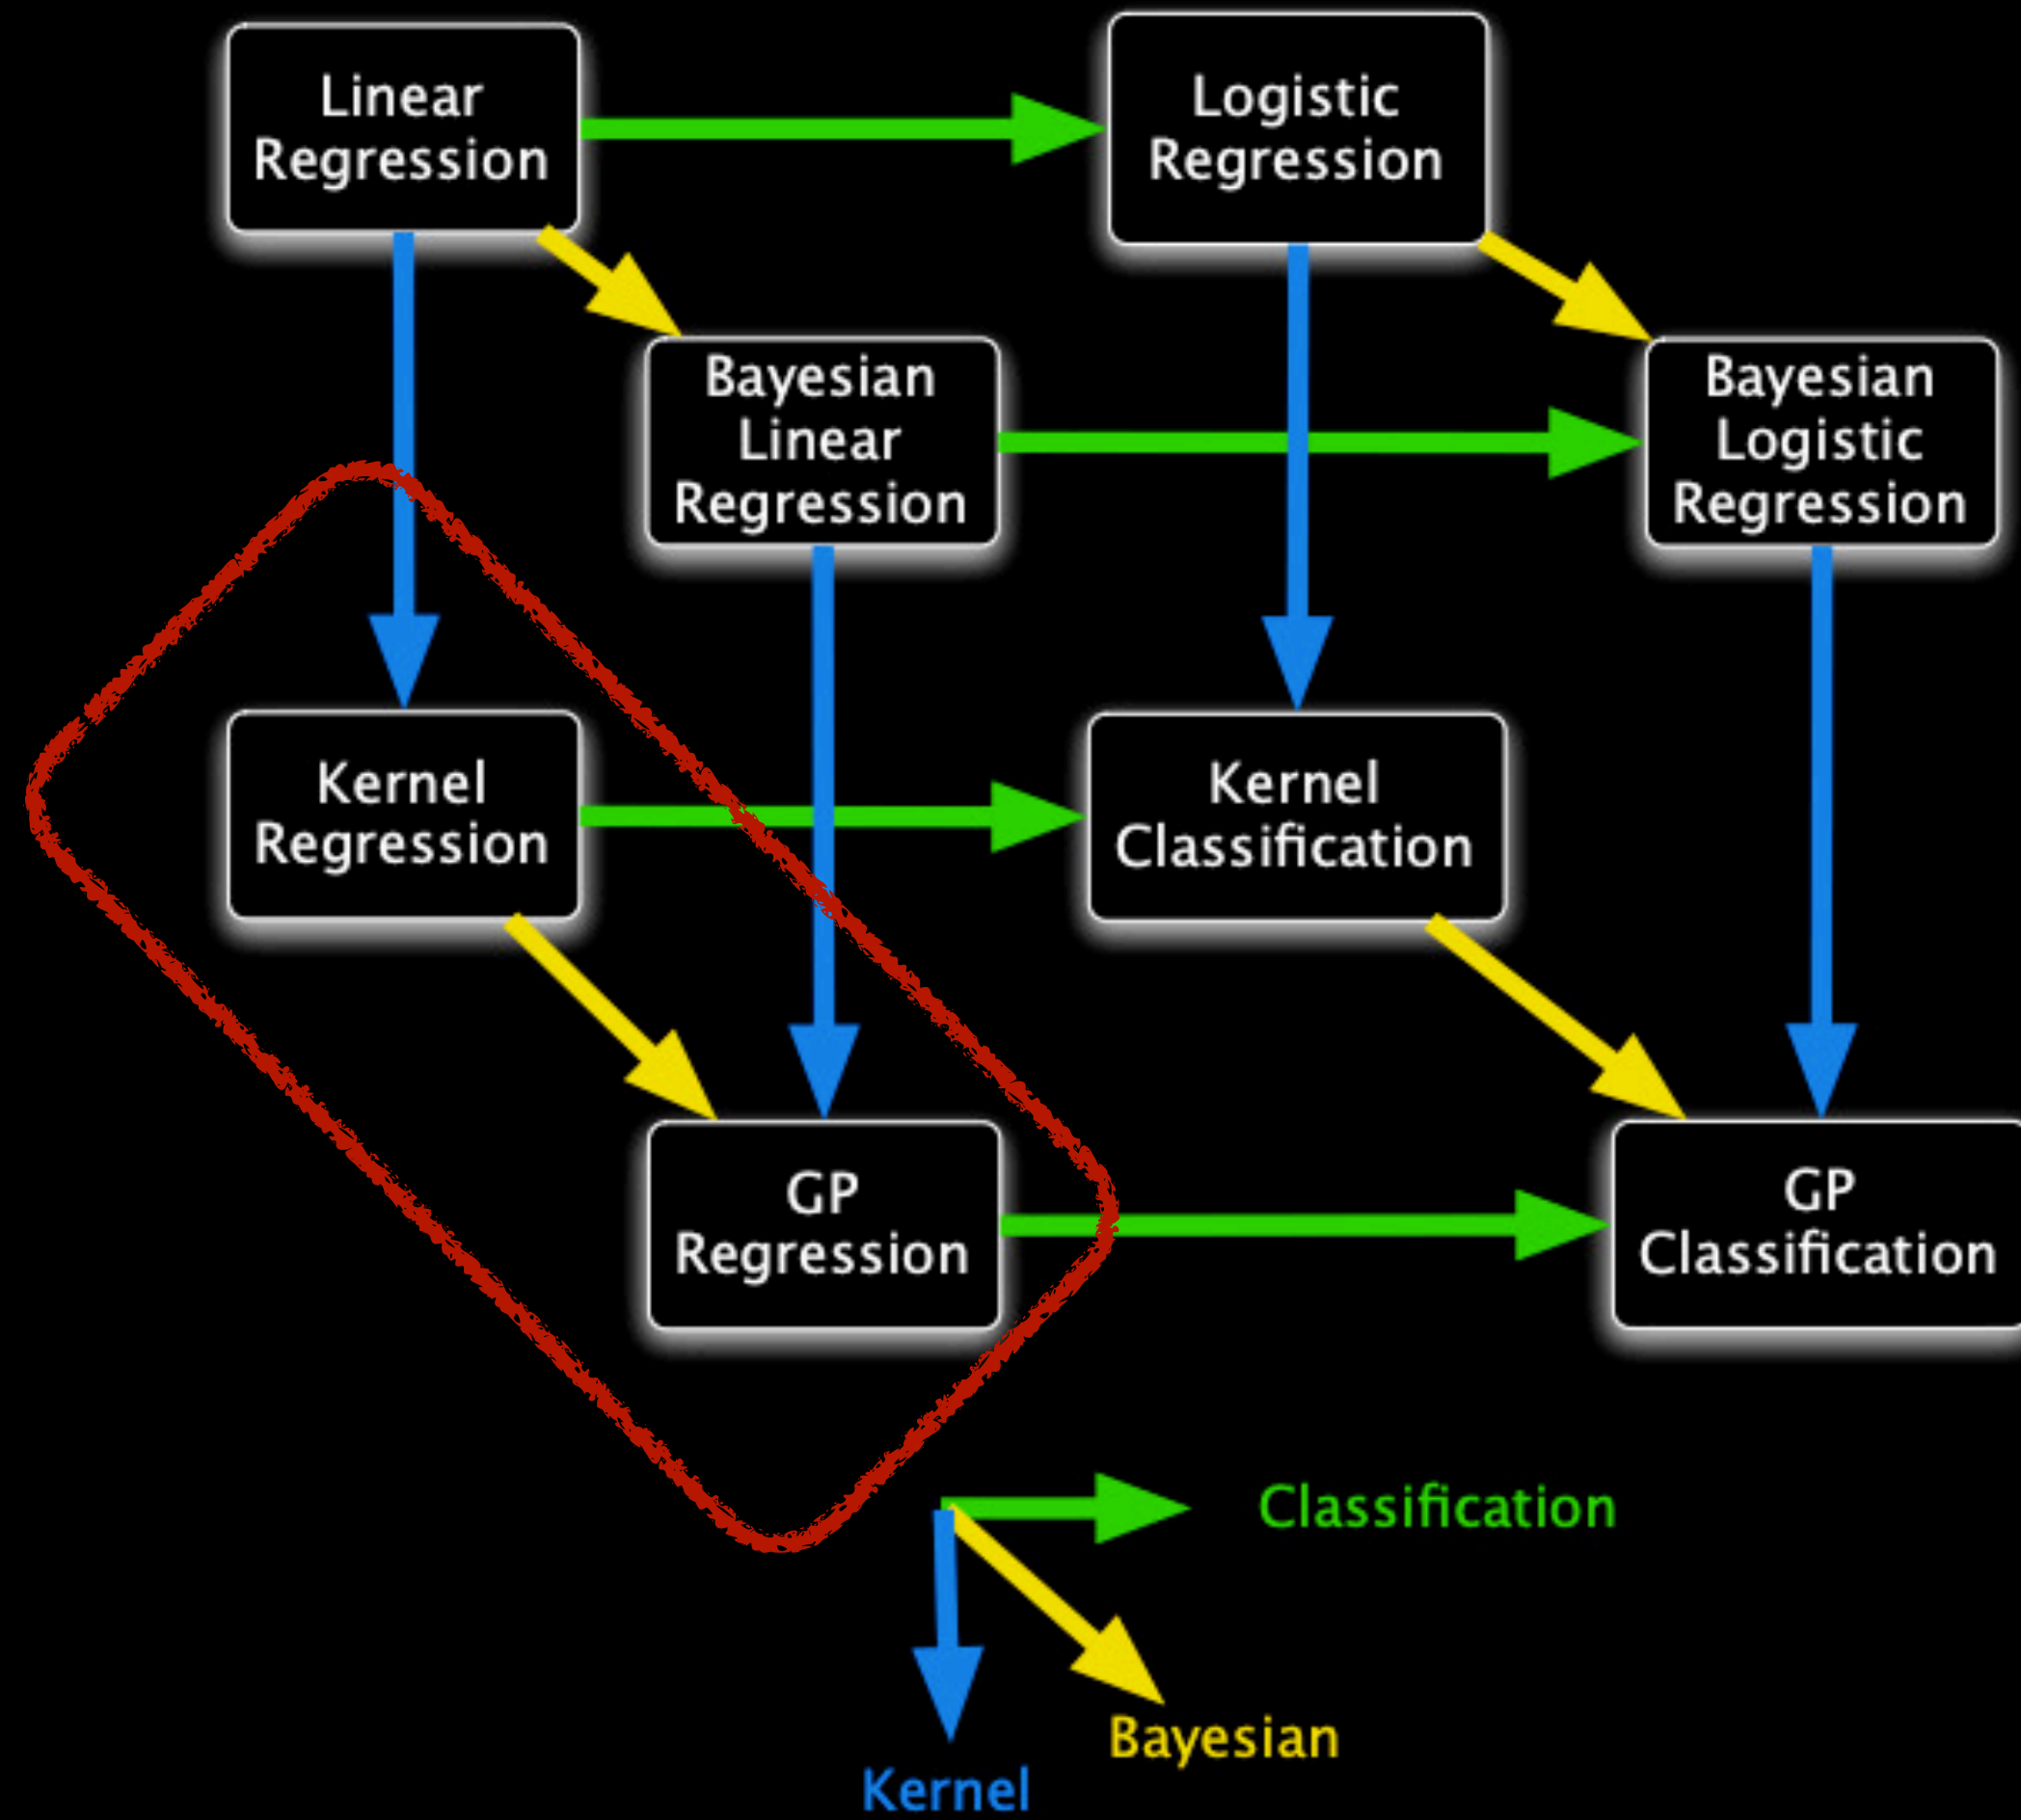 Linear
Regression
Logistic
Regression
Bayesian
Linear
Regression
Bayesian
Logistic
Regression
Kernel
Regression
Kernel
Classification
GP
Regression
GP
Classification
Classification
Bayesian
Kernel